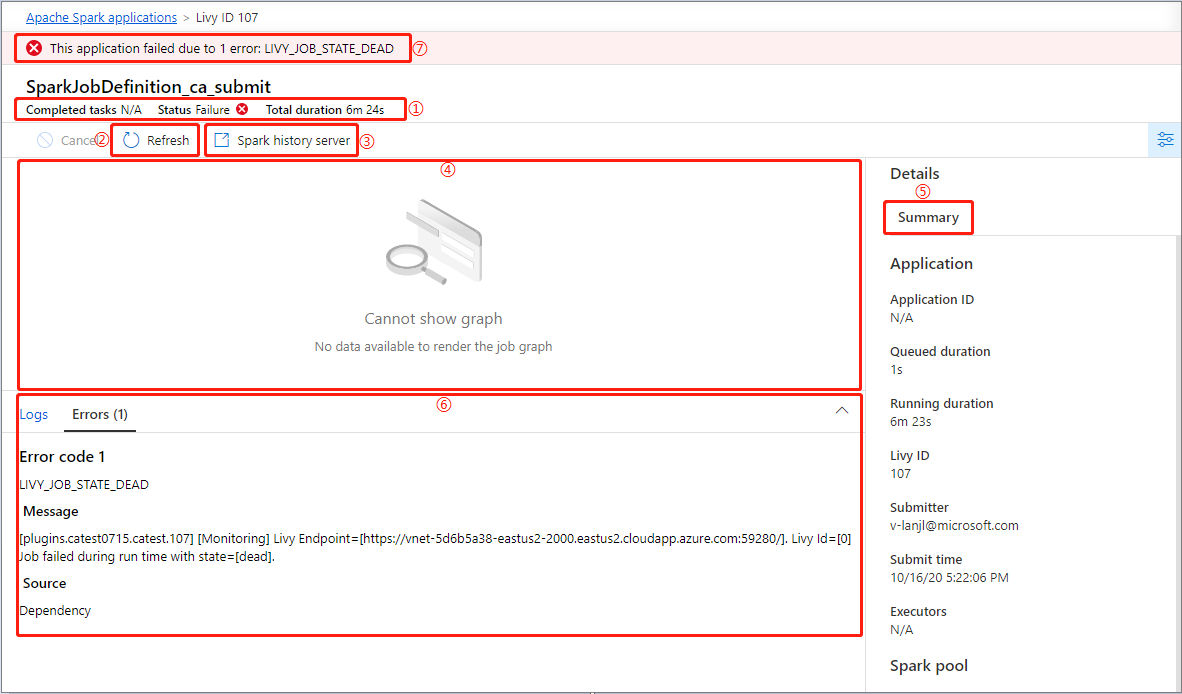 Apache Spark applications > Livy ID 107
This application failed due to 1 error: LIVY_JOB_STATE_DEAD ⑦
SparkJobDefinition_ca_submit
Completed tasks N/A Status Failure Total duration 6m 24s ①
Cance ② Refresh Spark history server ③
④
Cannot show graph
No data available to render the job graph
⑥
Logs Errors (1)
Error code 1
LIVY_JOB_STATE_DEAD
Message
[plugins.catest0715.catest.107] [Monitoring] Livy Endpoint=[https://vnet-5d6b5a38-eastus2-2000.eastus2.cloudapp.azure.com:59280/]. Livy Id=[0]
Job failed during run time with state=[dead].
Source
Dependency
Details
⑤
Summary
Application
Application ID
N/A
Queued duration
1s
Running duration
6m 23s
Livy ID
107
Submitter
v-lanjl@microsoft.com
Submit time
10/16/20 5:22:06 PM
Executors
N/A
Spark pool